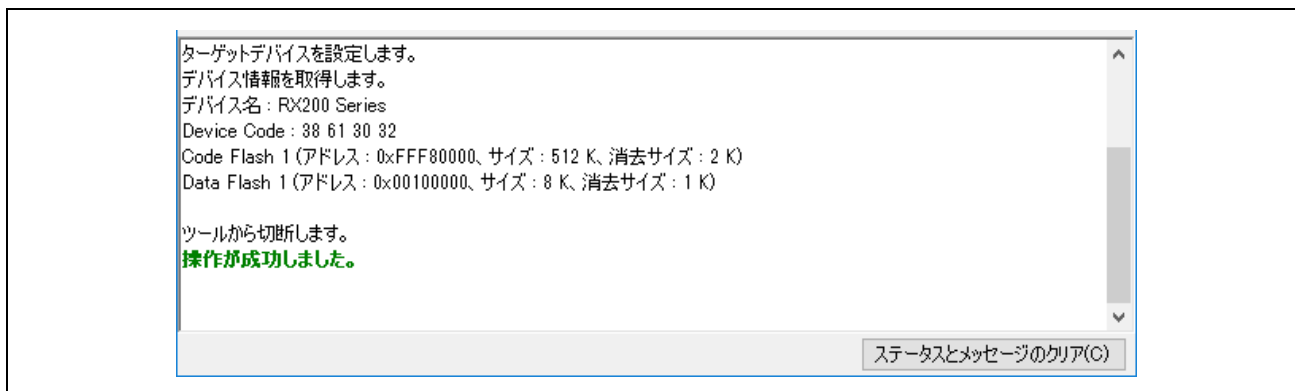 ターゲットデバイスを設定します。
デバイス情報を取得します。
デバイス名 : RX200 Series
Device Code : 38 61 30 32
Code Flash 1 (アドレス : 0xFFF80000、サイズ : 512 K、消去サイズ : 2 K)
Data Flash 1 (アドレス : 0x00100000、サイズ : 8 K、消去サイズ : 1 K)
ツールから切断します。
操作が成功しました。
ステータスとメッセージのクリア(C)